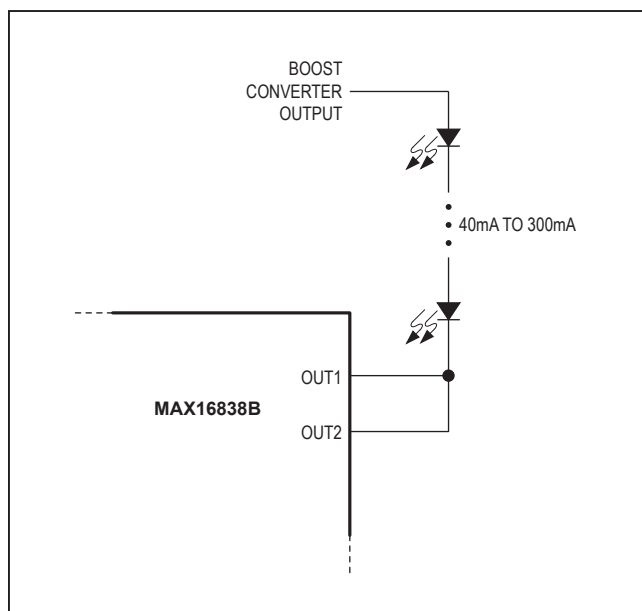 BOOST
CONVERTER
OUTPUT
40mA TO 300mA
OUT1
MAX16838B
OUT2